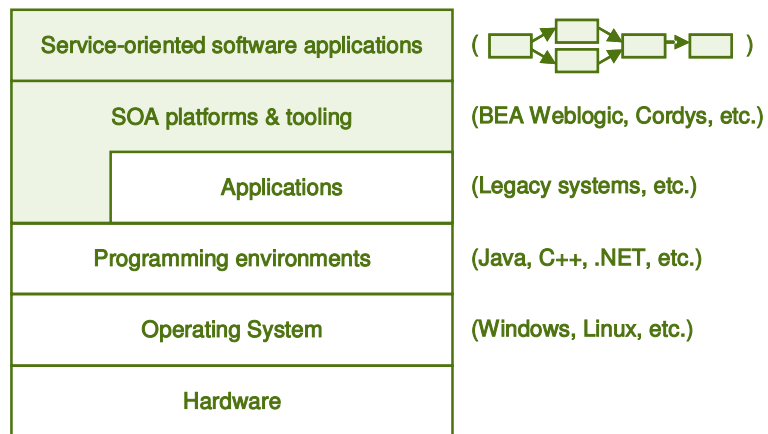 Service-oriented software applications
( )
SOA platforms & tooling
(BEA Weblogic, Cordys, etc.)
Applications
(Legacy systems, etc.)
Programming environments
(Java, C++, .NET, etc.)
Operating System
(Windows, Linux, etc.)
Hardware